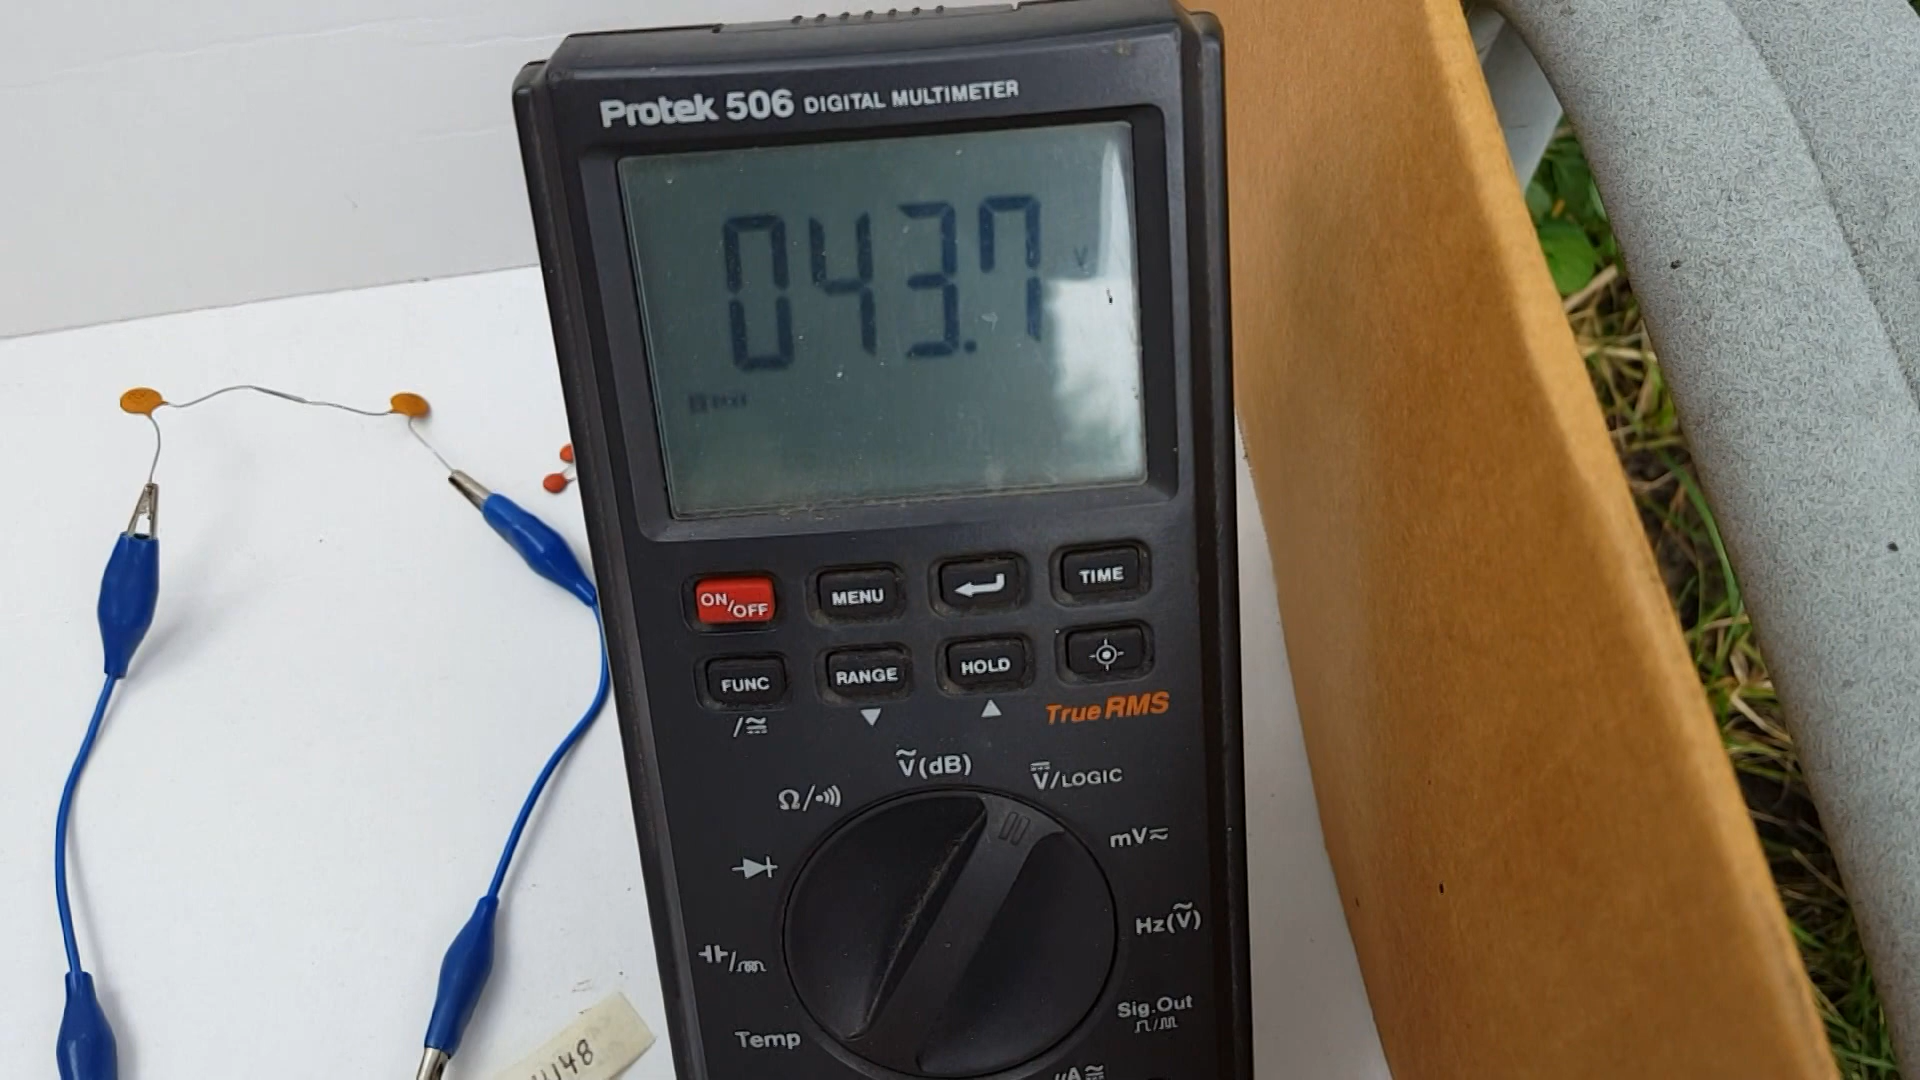 Protek 506 DIGITAL MULTIMETER
043.7 V
ON/OFF MENU TIME
FUNC RANGE HOLD
True RMS
V(dB)
V/LOGIC
Ω
mV
Hz(V)
Sig.Out
Temp
µA
4148